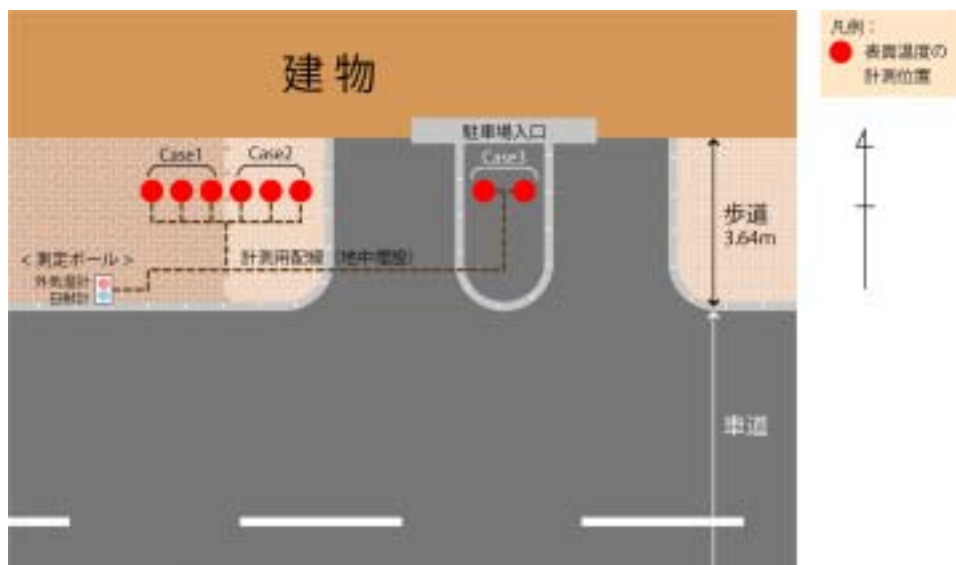 建物
凡例：
表面温度の
計測位置
駐車場入口
Case1
Case2
Case3
歩道
3.64m
計測用配線（地中埋設）
＜測定ポール＞
外気温計
日射計
車道